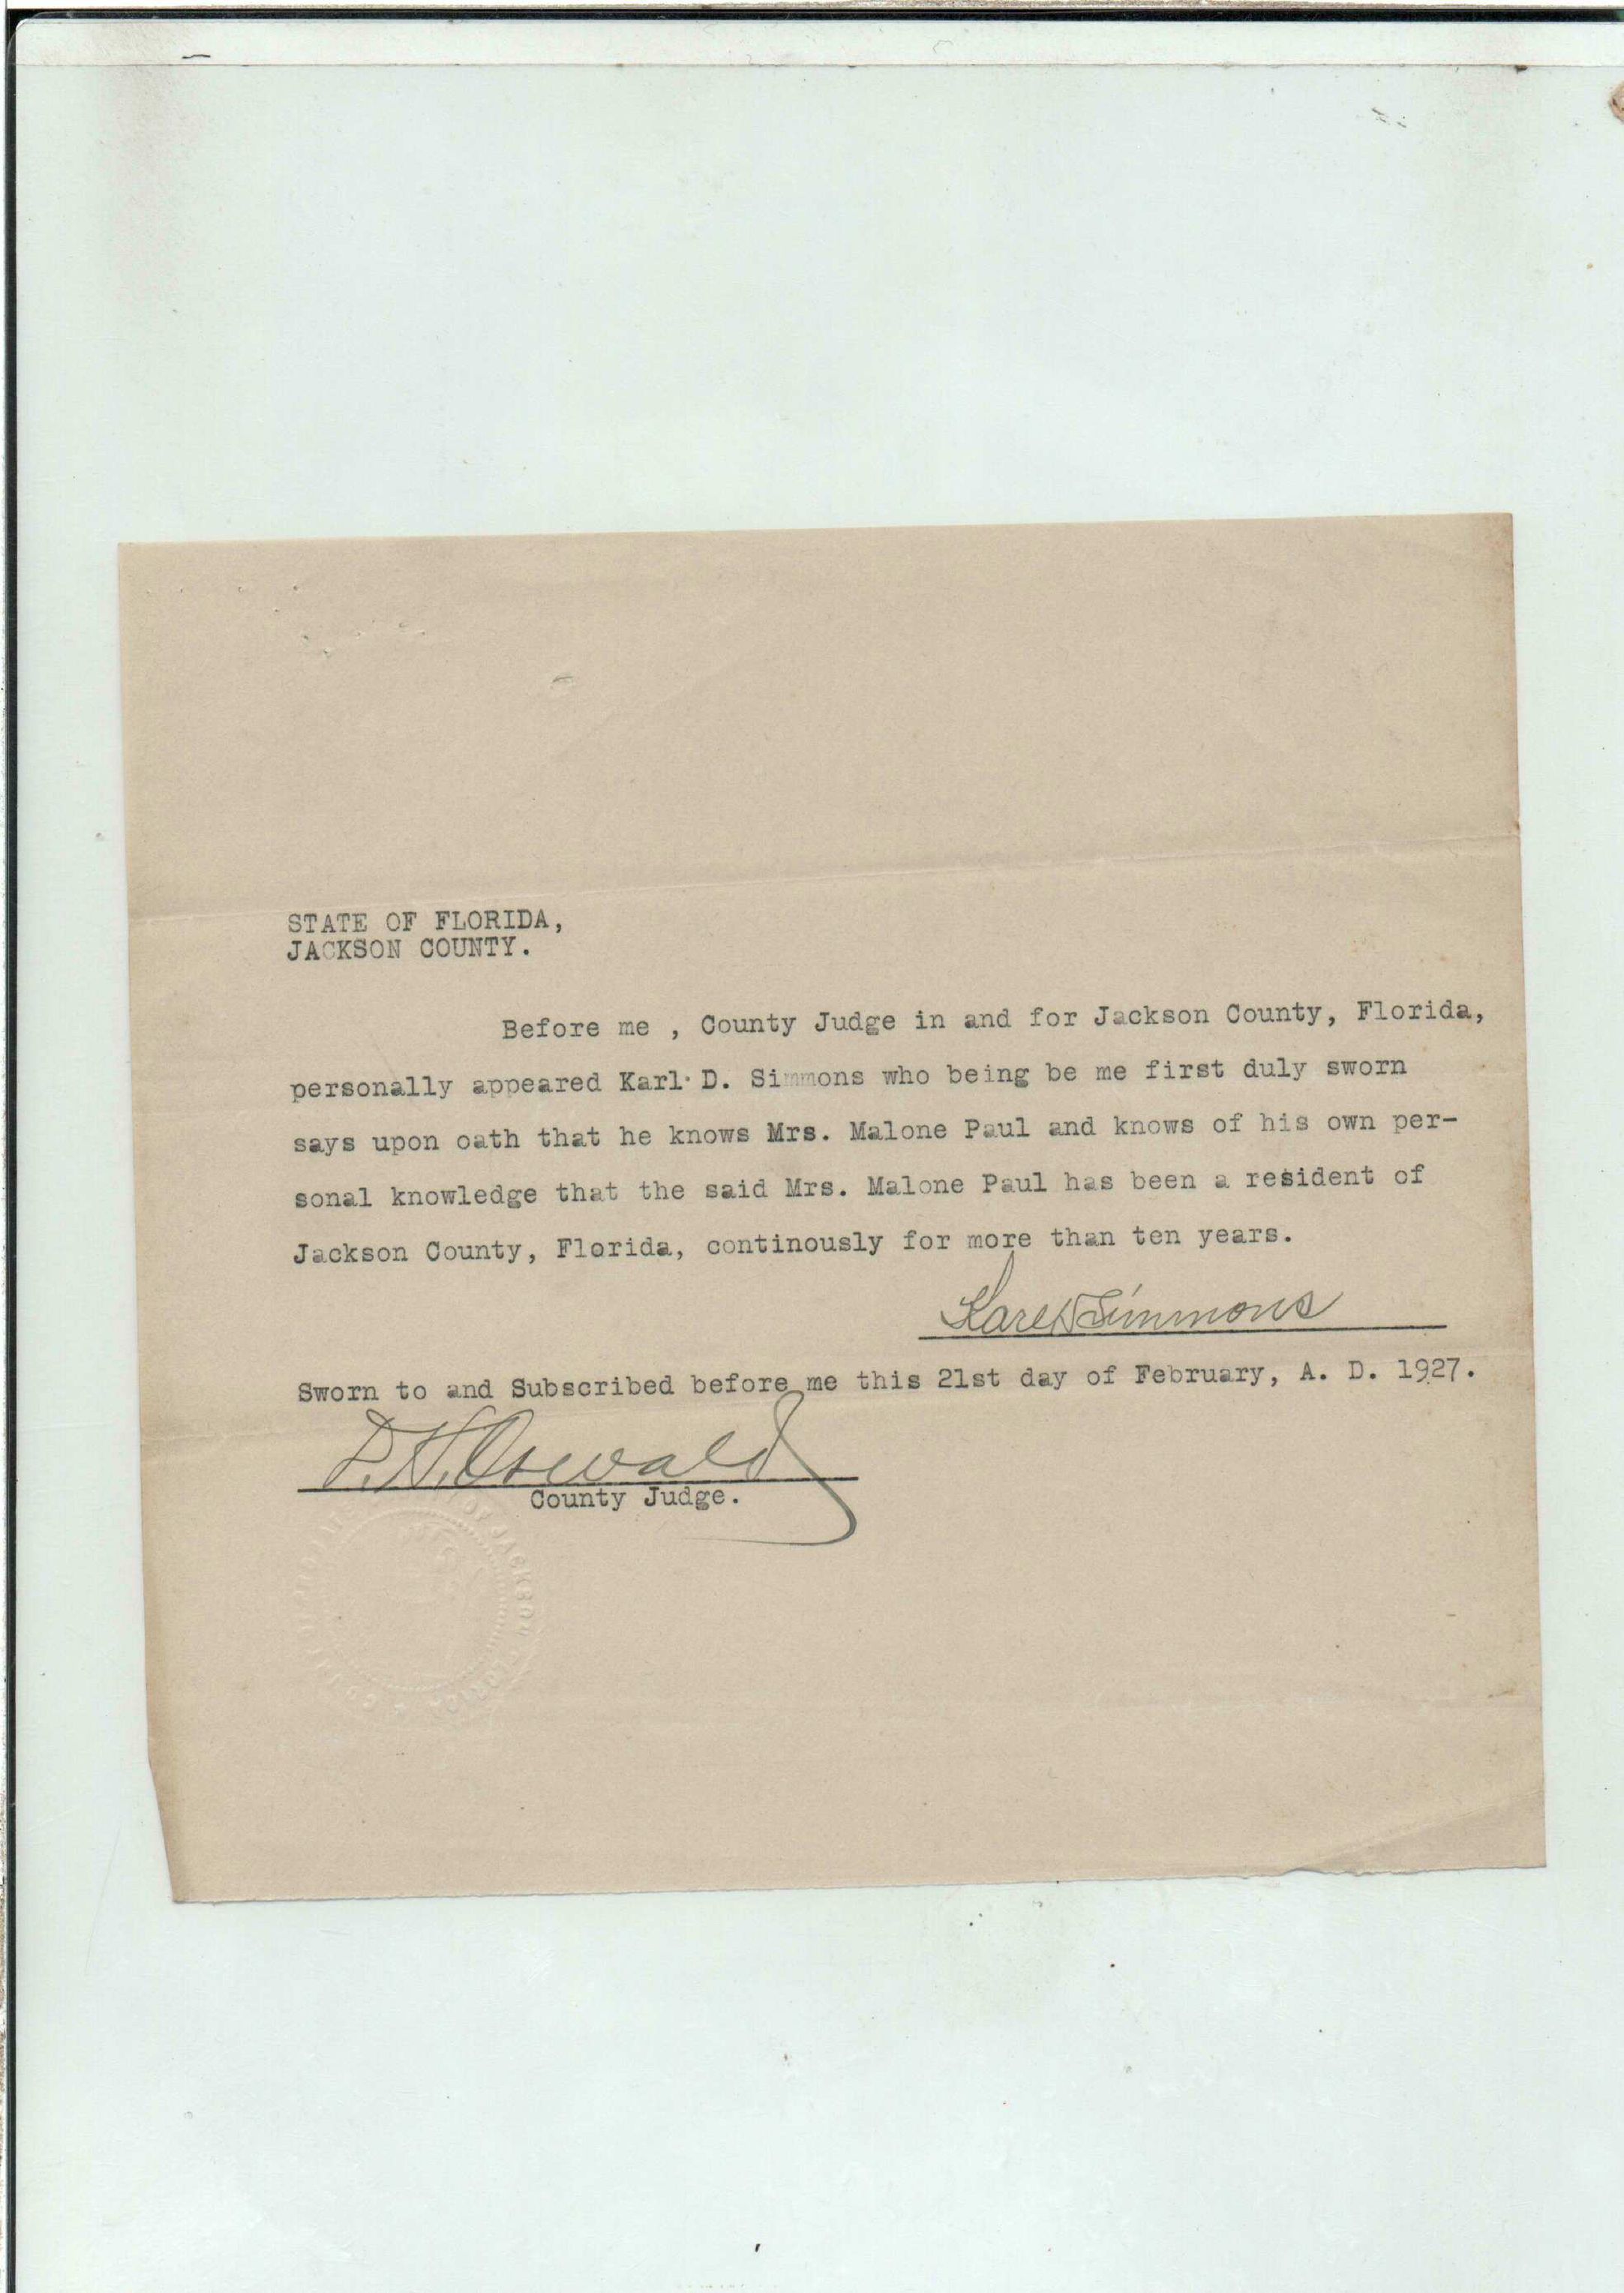 STATE OF FLORIDA,
JACKSON COUNTY.
Before me , County Judge in and for Jackson County, Florida,
personally appeared Karl D. Simmons who being be me first duly sworn
says upon oath that he knows Mrs. Malone Paul and knows of his own per-
sonal knowledge that the said Mrs. Malone Paul has been a resident of
Jackson County, Florida, continously for more than ten years.
Karl D Simmons
Sworn to and Subscribed before me this 21st day of February, A. D. 1927.
Oswald
County Judge.
OF JACKSON